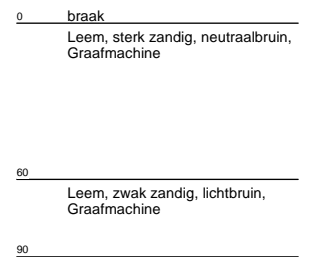 0 braak
Leem, sterk zandig, neutraalbruin,
Graafmachine
60
Leem, zwak zandig, lichtbruin,
Graafmachine
90